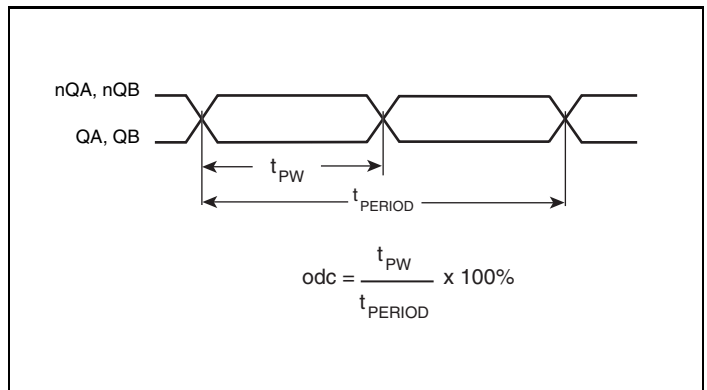 nQA, nQB
QA, QB
tPW
tPERIOD
odc = tPW / tPERIOD x 100%